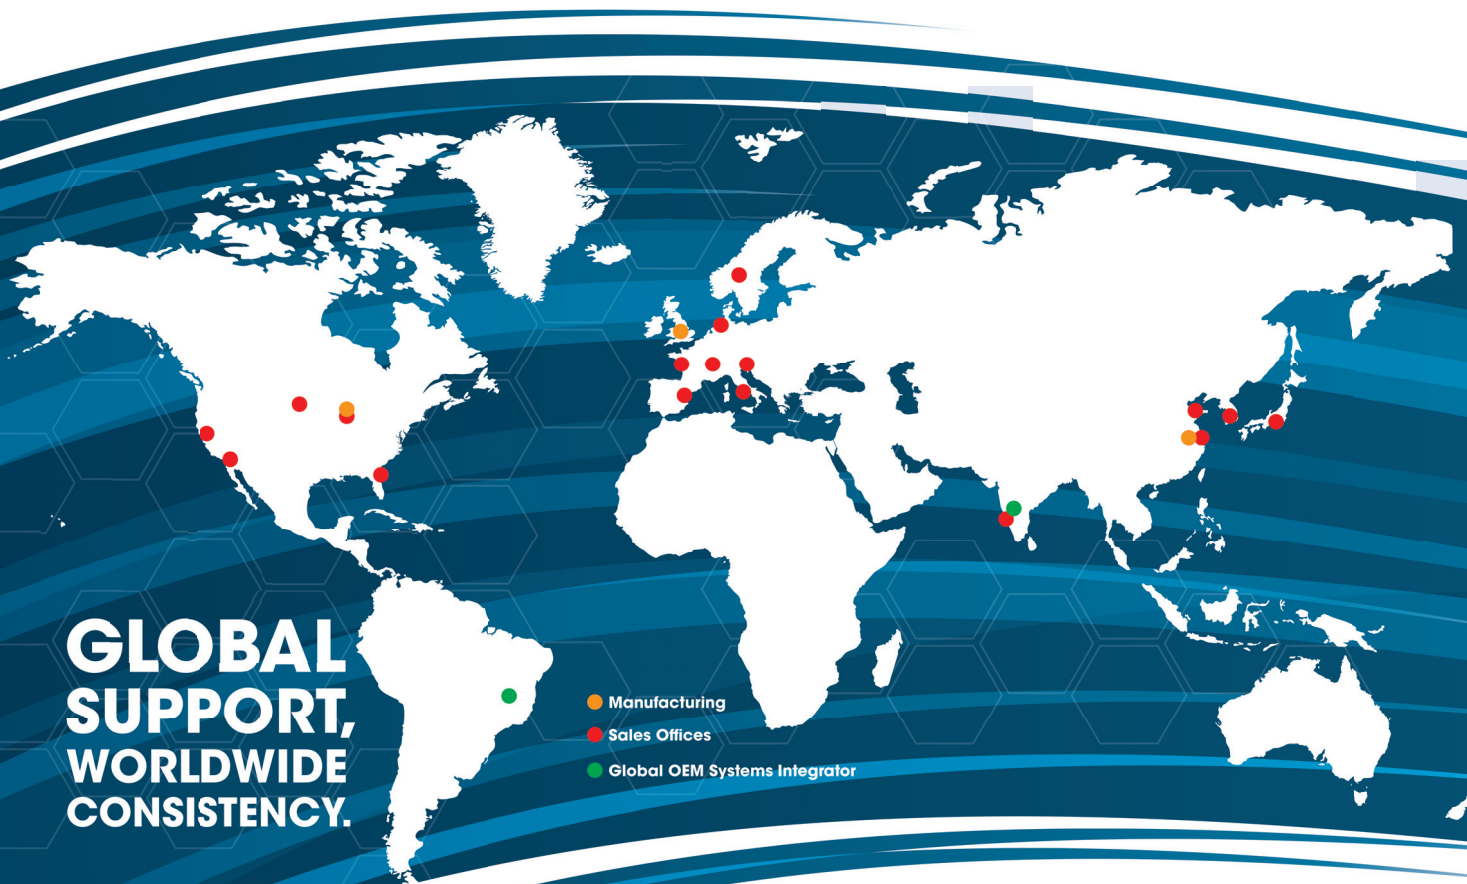 GLOBAL
SUPPORT,
WORLDWIDE
CONSISTENCY.
Manufacturing
Sales Offices
Global OEM Systems Integrator